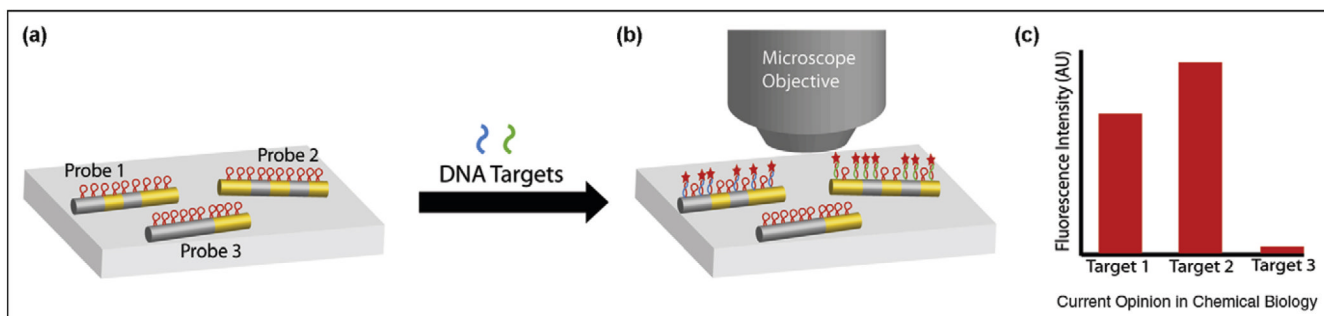 (a)
Probe 1
Probe 2
Probe 3
DNA Targets
(b)
Microscope
Objective
(c)
Fluorescence Intensity (AU)
Target 1 Target 2 Target 3
Current Opinion in Chemical Biology